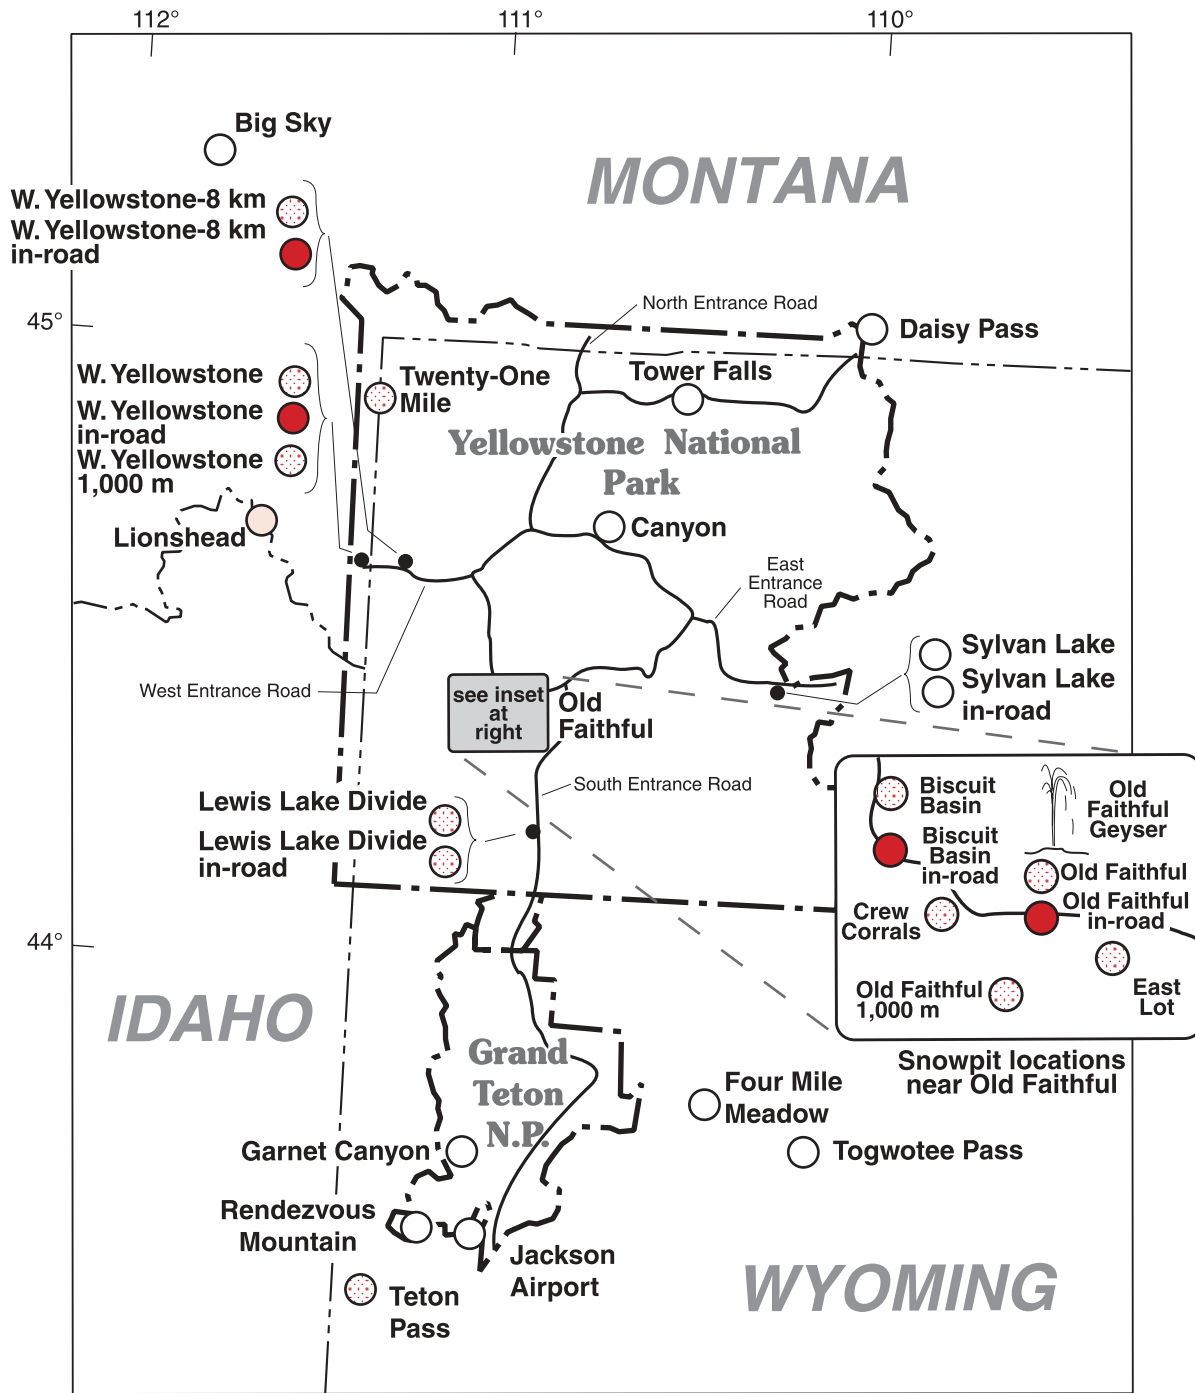 112°
111°
110°
Big Sky
MONTANA
W. Yellowstone-8 km
W. Yellowstone-8 km
in-road
North Entrance Road
45°
Daisy Pass
W. Yellowstone
Twenty-One
Mile
Tower Falls
W. Yellowstone
in-road
W. Yellowstone
1,000 m
Yellowstone National
Park
Lionshead
Canyon
East
Entrance
Road
Sylvan Lake
Sylvan Lake
in-road
West Entrance Road
see inset
at
right
Old
Faithful
South Entrance Road
Lewis Lake Divide
Lewis Lake Divide
in-road
Biscuit
Basin
Old
Faithful
Geyser
Biscuit
Basin
in-road
Old Faithful
Old Faithful
in-road
Crew
Corrals
Old Faithful
1,000 m
East
Lot
44°
IDAHO
Snowpit locations
near Old Faithful
Grand
Teton
N.P.
Four Mile
Meadow
Garnet Canyon
Togwotee Pass
Rendezvous
Mountain
Jackson
Airport
WYOMING
Teton
Pass